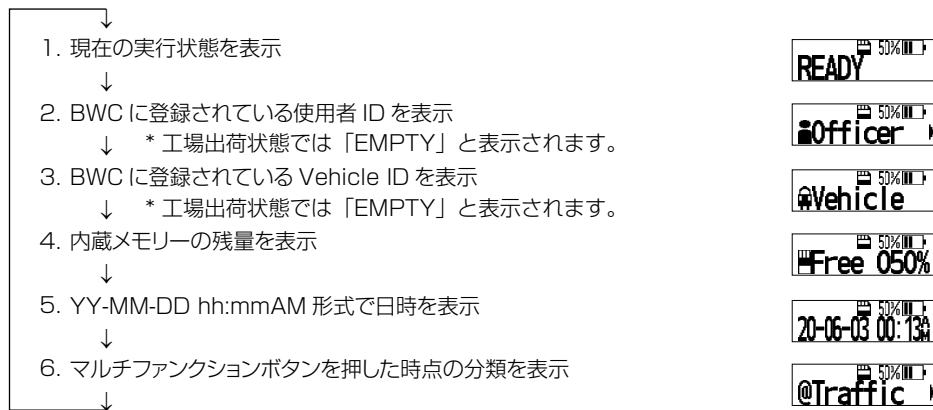 ↓
1. 現在の実行状態を表示
50%
READY
↓
2. BWC に登録されている使用者 ID を表示
50%
Officer
↓ * 工場出荷状態では「EMPTY」と表示されます。
3. BWC に登録されている Vehicle ID を表示
50%
Vehicle
↓ * 工場出荷状態では「EMPTY」と表示されます。
4. 内蔵メモリーの残量を表示
50%
Free 050%
↓
5. YY-MM-DD hh:mmAM 形式で日時を表示
50%
20-06-03 00:13AM
↓
6. マルチファンクションボタンを押した時点の分類を表示
50%
@Traffic
↓